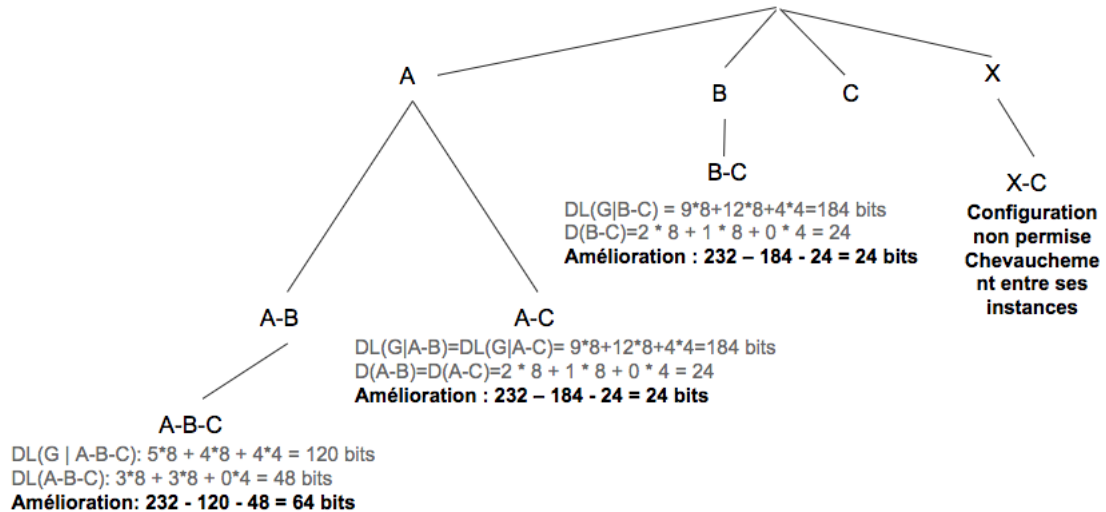 A
B
C
X
B-C
DL(G|B-C) = 9*8+12*8+4*4=184 bits
D(B-C)=2 * 8 + 1 * 8 + 0 * 4 = 24
Amélioration : 232 – 184 - 24 = 24 bits
X-C
Configuration
non permise
Chevaucheme
nt entre ses
instances
A-B
A-C
DL(G|A-B)=DL(G|A-C)= 9*8+12*8+4*4=184 bits
D(A-B)=D(A-C)=2 * 8 + 1 * 8 + 0 * 4 = 24
Amélioration : 232 – 184 - 24 = 24 bits
A-B-C
DL(G | A-B-C): 5*8 + 4*8 + 4*4 = 120 bits
DL(A-B-C): 3*8 + 3*8 + 0*4 = 48 bits
Amélioration: 232 - 120 - 48 = 64 bits